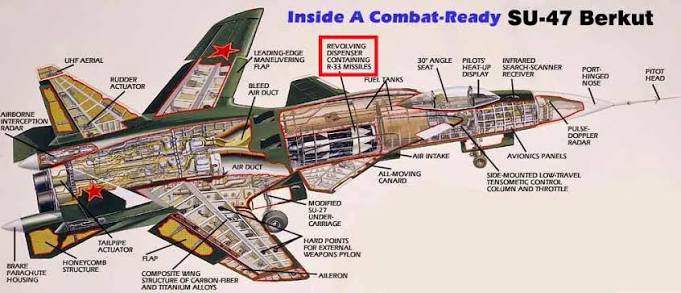 Inside A Combat-Ready SU-47 Berkut
UHF AERIAL
RUDDER
ACTUATOR
LEADING-EDGE
MANEUVERING
FLAP
BLEED
AIR DUCT
REVOLVING
DISPENSER
CONTAINING
R-33 MISSILES
FUEL TANKS
30° ANGLE
SEAT
PILOTS'
HEAT-UP
DISPLAY
INFRARED
SEARCH-SCANNER
RECEIVER
PORT-
HINGED
NOSE
PITOT
HEAD
AIRBORNE
INTERCEPTION
RADAR
AIR DUCT
AIR INTAKE
ALL-MOVING
CANARD
PULSE-
DOPPLER
RADAR
AVIONICS PANELS
SIDE-MOUNTED LOW-TRAVEL
TENSOMETIC CONTROL
COLUMN AND THROTTLE
MODIFIED
SU-27
UNDER-
CARRIAGE
HARD POINTS
FOR EXTERNAL
WEAPONS PYLON
AILERON
TAILPIPE
ACTUATOR
FLAP
BRAKE
PARACHUTE
HOUSING
HONEYCOMB
STRUCTURE
COMPOSITE WING
STRUCTURE OF CARBON-FIBER
AND TITANIUM ALLOYS